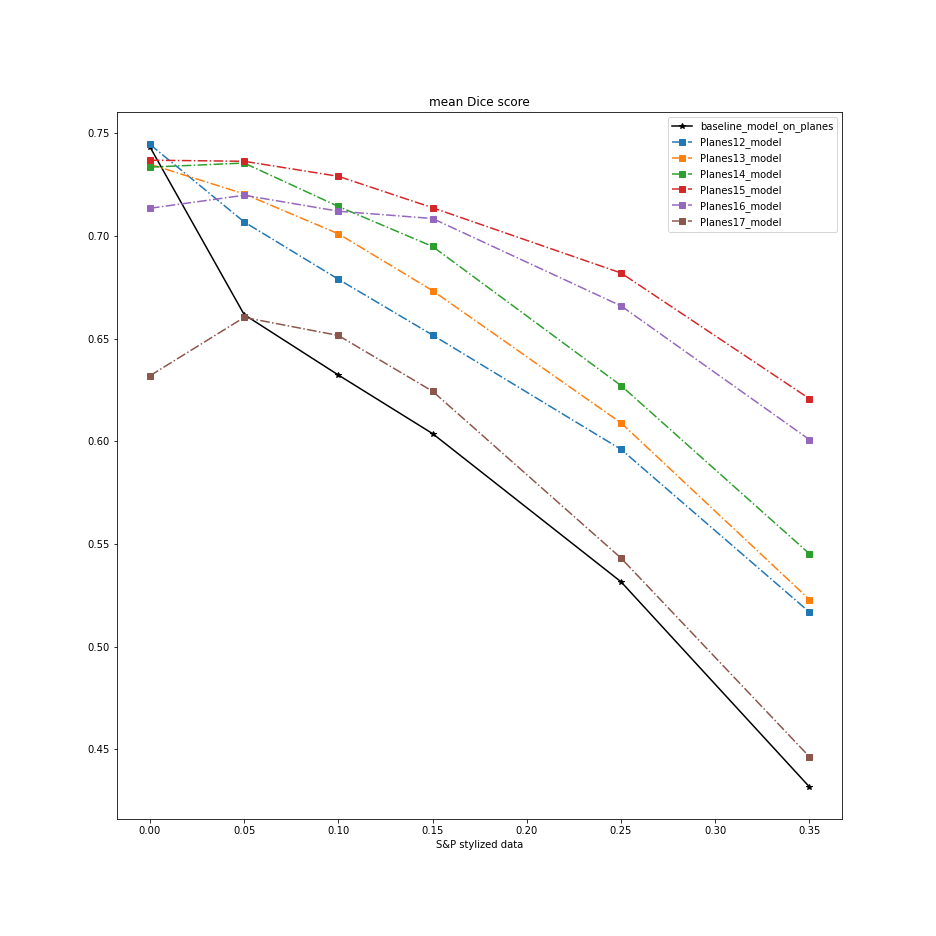 mean Dice score
baseline_model_on_planes
Planes12_model
Planes13_model
Planes14_model
Planes15_model
Planes16_model
Planes17_model
0.75
0.70
0.65
0.60
0.55
0.50
0.45
0.00 0.05 0.10 0.15 0.20 0.25 0.30 0.35
S&P stylized data